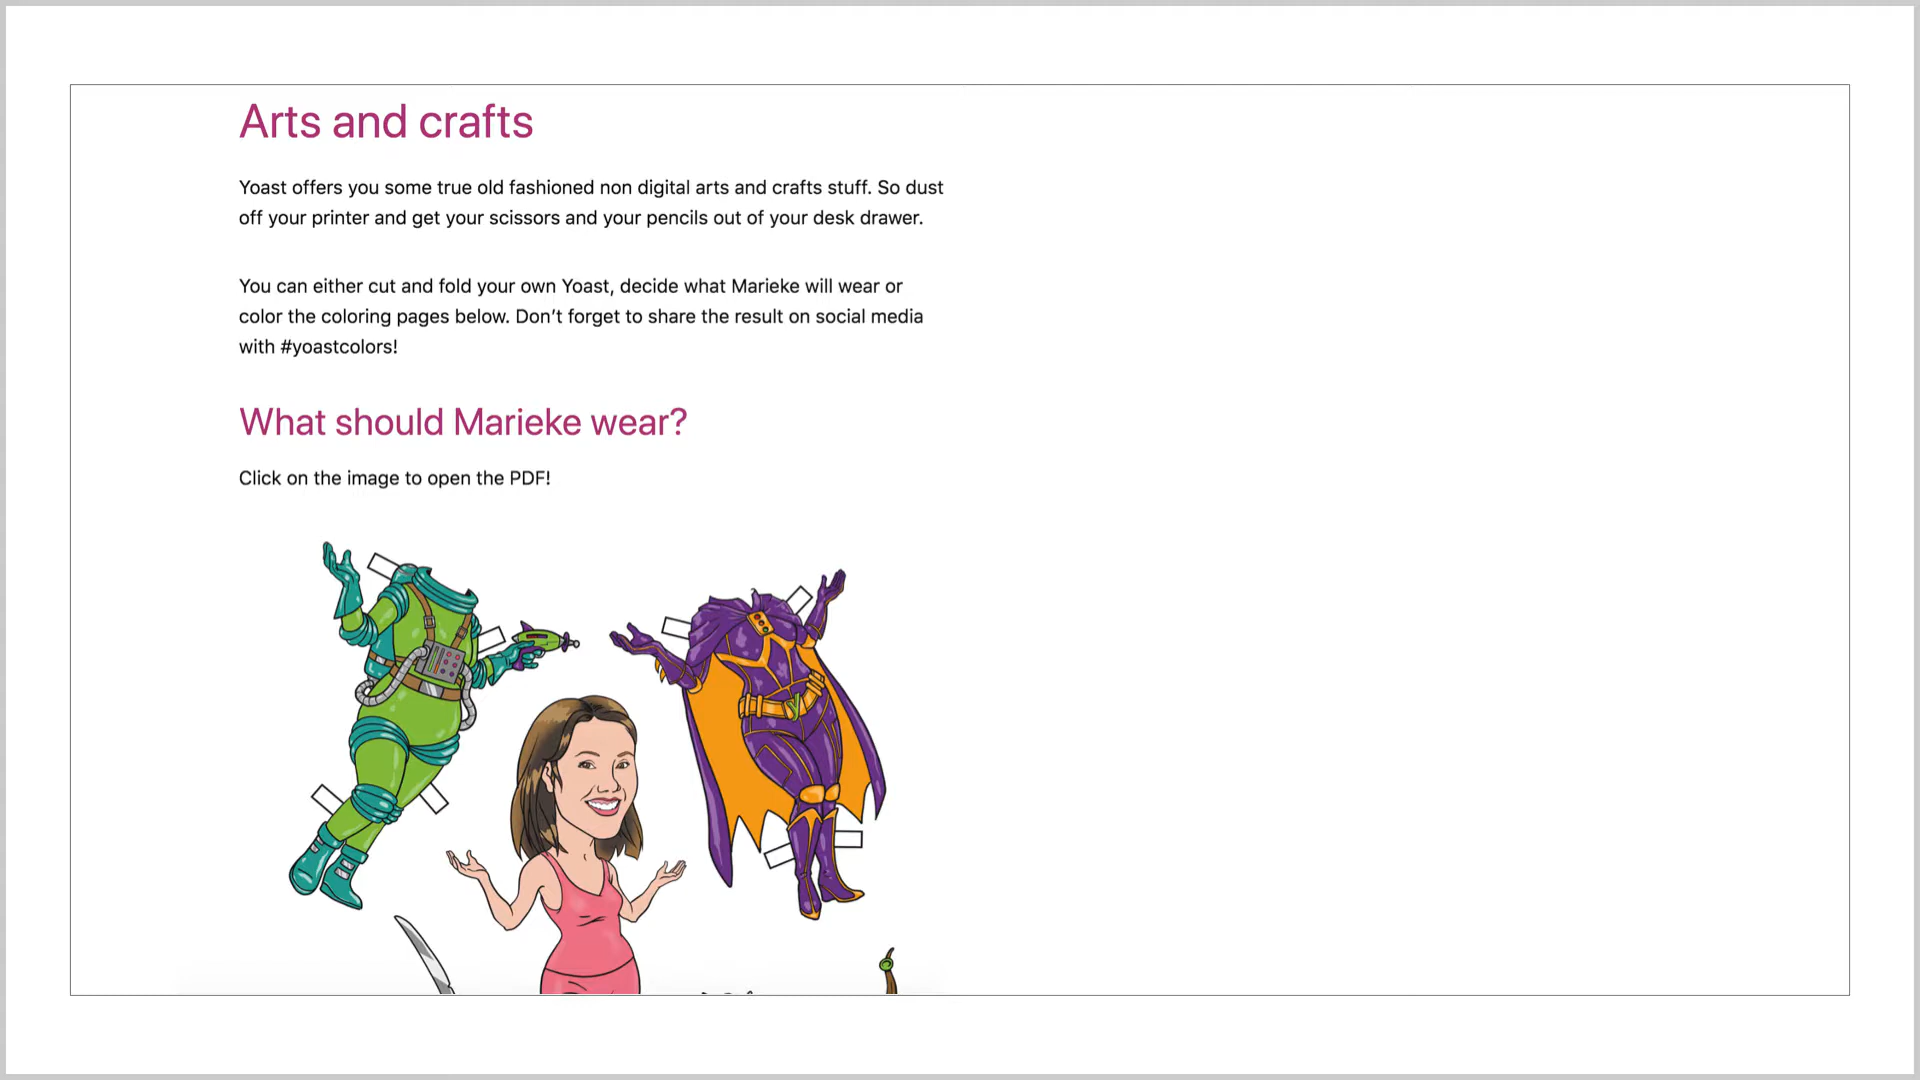 Arts and crafts
Yoast offers you some true old fashioned non digital arts and crafts stuff. So dust
off your printer and get your scissors and your pencils out of your desk drawer.
You can either cut and fold your own Yoast, decide what Marieke will wear or
color the coloring pages below. Don’t forget to share the result on social media
with #yoastcolors!
What should Marieke wear?
Click on the image to open the PDF!